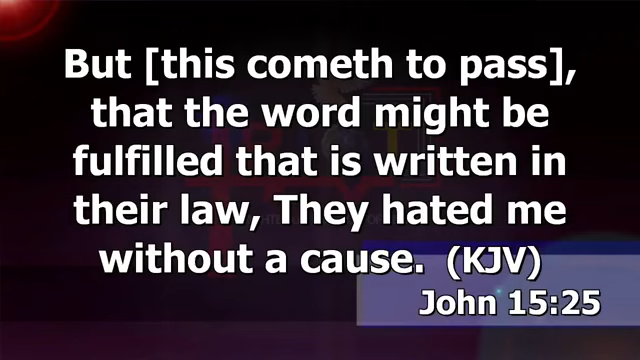 But [this cometh to pass],
that the word might be
fulfilled that is written in
their law, They hated me
without a cause. (KJV)
John 15:25